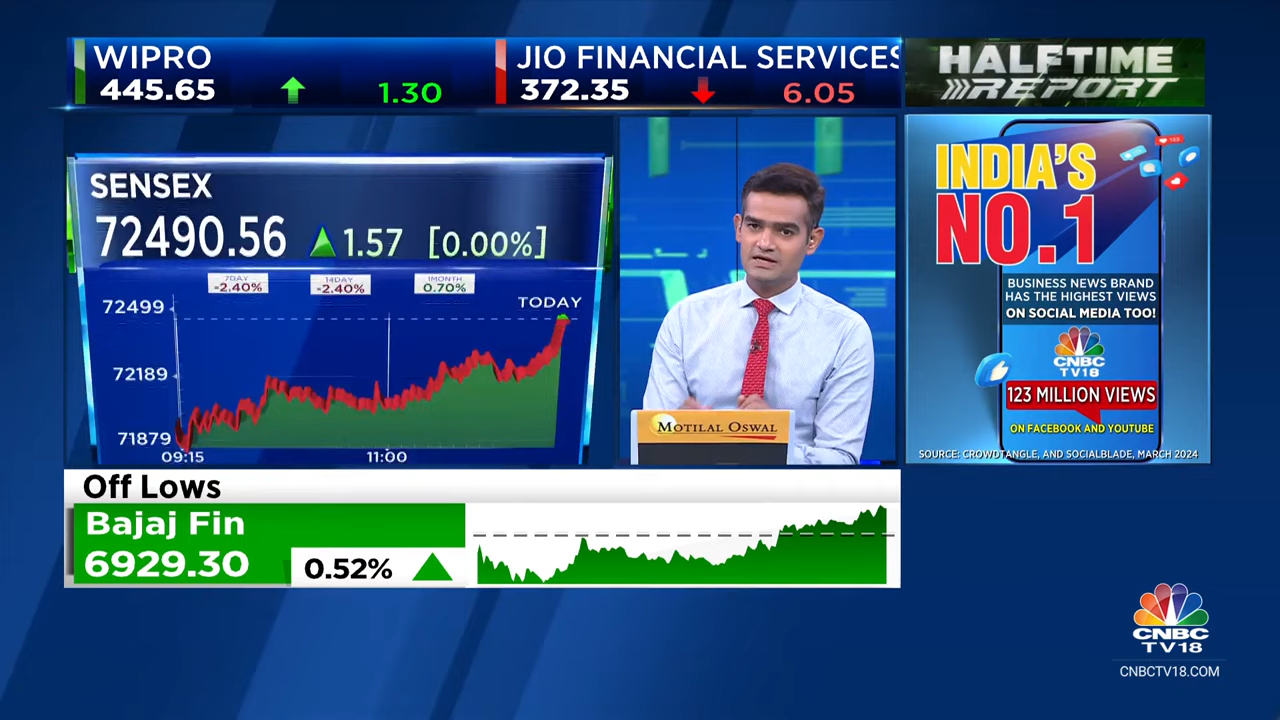 WIPRO
445.65 1.30
JIO FINANCIAL SERVICES
372.35 6.05
HALFTIME
REPORT
SENSEX
72490.56 1.57 [0.00%]
7DAY
-2.40%
14DAY
-2.40%
1MONTH
0.70%
TODAY
72499
72189
71879
09:15 11:00
MOTILAL OSWAL
INDIA'S
NO. 1
BUSINESS NEWS BRAND
HAS THE HIGHEST VIEWS
ON SOCIAL MEDIA TOO!
CNBC
TV18
123 MILLION VIEWS
ON FACEBOOK AND YOUTUBE
SOURCE: CROWDTANGLE, AND SOCIALBLADE, MARCH 2024
Off Lows
Bajaj Fin
6929.30 0.52%
CNBC
TV18
CNBCTV18.COM